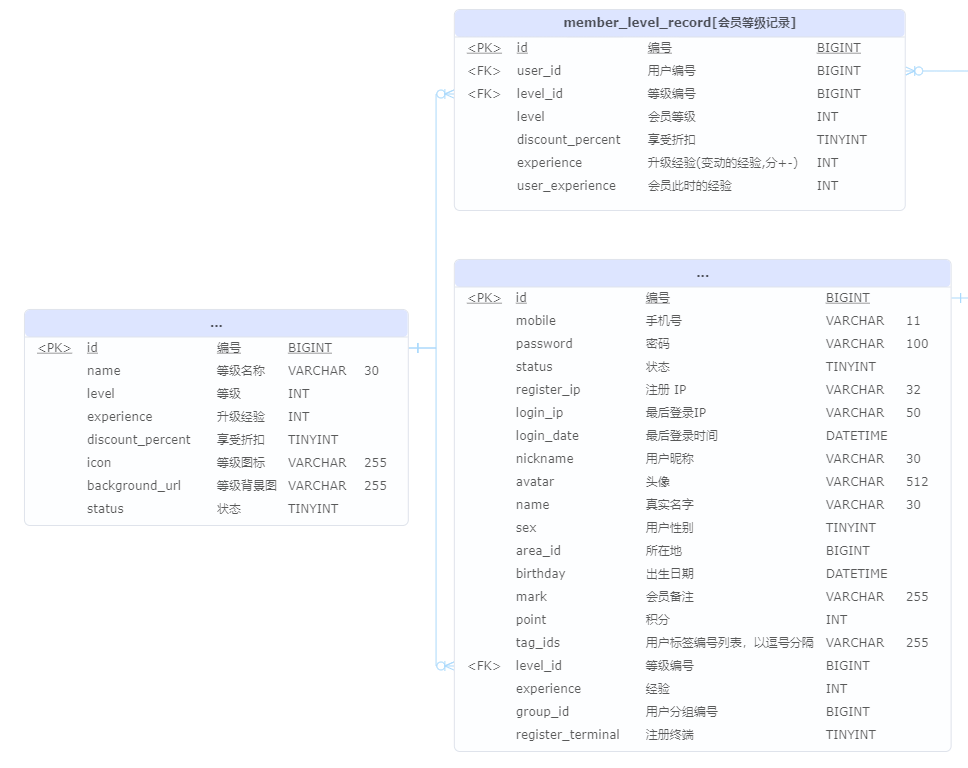 member_level_record[会员等级记录]
<PK> id 编号 BIGINT
<FK> user_id 用户编号 BIGINT
<FK> level_id 等级编号 BIGINT
level 会员等级 INT
discount_percent 享受折扣 TINYINT
experience 升级经验(变动的经验,分+-) INT
user_experience 会员此时的经验 INT
...
<PK> id 编号 BIGINT
name 等级名称 VARCHAR 30
level 等级 INT
experience 升级经验 INT
discount_percent 享受折扣 TINYINT
icon 等级图标 VARCHAR 255
background_url 等级背景图 VARCHAR 255
status 状态 TINYINT
...
<PK> id 编号 BIGINT
mobile 手机号 VARCHAR 11
password 密码 VARCHAR 100
status 状态 TINYINT
register_ip 注册 IP VARCHAR 32
login_ip 最后登录IP VARCHAR 50
login_date 最后登录时间 DATETIME
nickname 用户昵称 VARCHAR 30
avatar 头像 VARCHAR 512
name 真实名字 VARCHAR 30
sex 用户性别 TINYINT
area_id 所在地 BIGINT
birthday 出生日期 DATETIME
mark 会员备注 VARCHAR 255
point 积分 INT
tag_ids 用户标签编号列表，以逗号分隔 VARCHAR 255
<FK> level_id 等级编号 BIGINT
experience 经验 INT
group_id 用户分组编号 BIGINT
register_terminal 注册终端 TINYINT